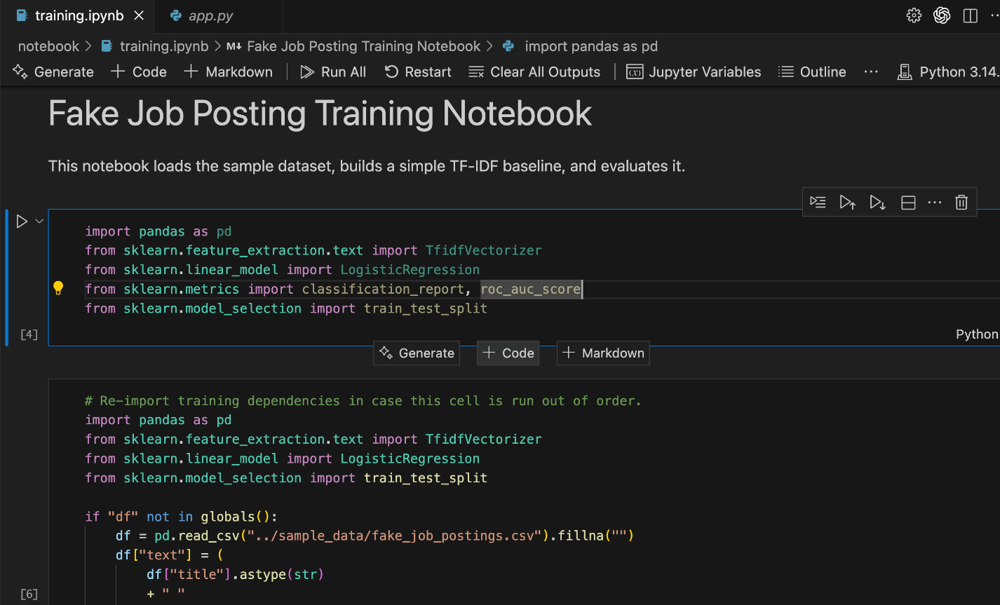 training.ipynb app.py
notebook > training.ipynb > M↓ Fake Job Posting Training Notebook > import pandas as pd
Generate + Code + Markdown | Run All Restart Clear All Outputs | Jupyter Variables Outline ··· Python 3.14.
Fake Job Posting Training Notebook
This notebook loads the sample dataset, builds a simple TF-IDF baseline, and evaluates it.
import pandas as pd
from sklearn.feature_extraction.text import TfidfVectorizer
from sklearn.linear_model import LogisticRegression
from sklearn.metrics import classification_report, roc_auc_score
from sklearn.model_selection import train_test_split
[4] Python
Generate + Code + Markdown
# Re-import training dependencies in case this cell is run out of order.
import pandas as pd
from sklearn.feature_extraction.text import TfidfVectorizer
from sklearn.linear_model import LogisticRegression
from sklearn.model_selection import train_test_split
if "df" not in globals():
    df = pd.read_csv("../sample_data/fake_job_postings.csv").fillna("")
    df["text"] = (
        df["title"].astype(str)
        + " "
[6]